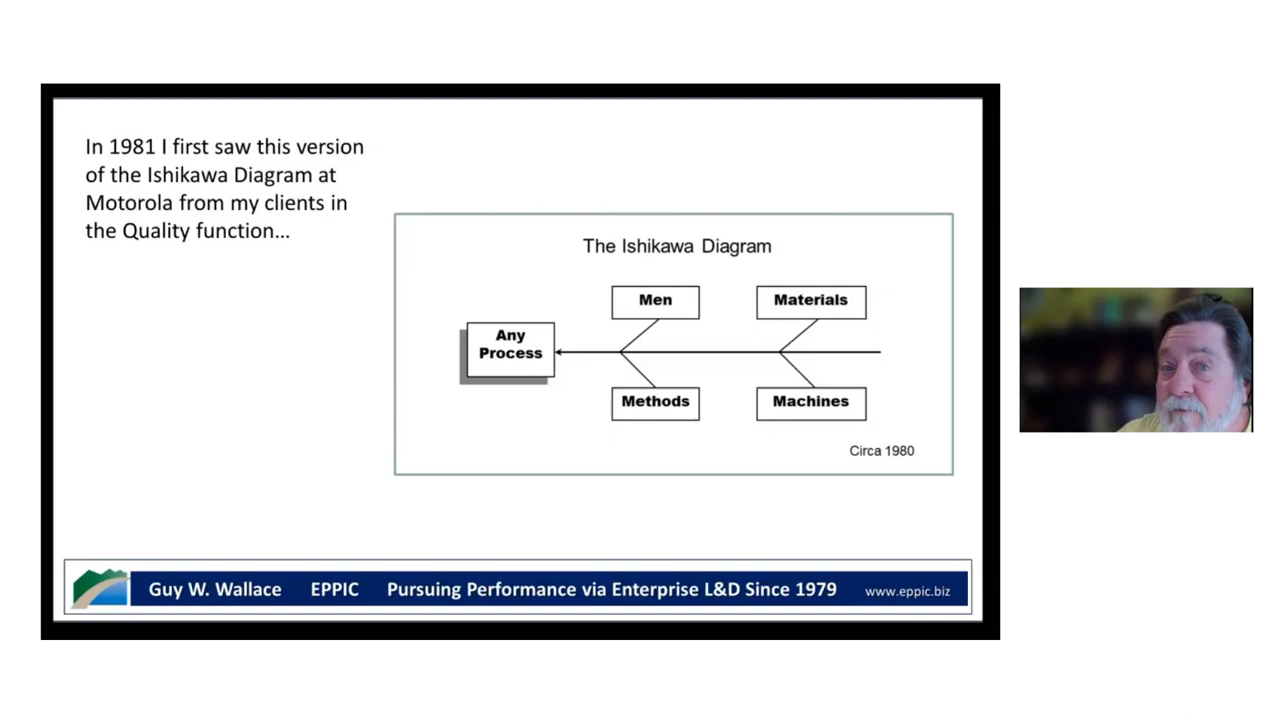 In 1981 I first saw this version
of the Ishikawa Diagram at
Motorola from my clients in
the Quality function...
The Ishikawa Diagram
Men
Materials
Any
Process
Methods
Machines
Circa 1980
Guy W. Wallace EPPIC Pursuing Performance via Enterprise L&D Since 1979 www.eppic.biz